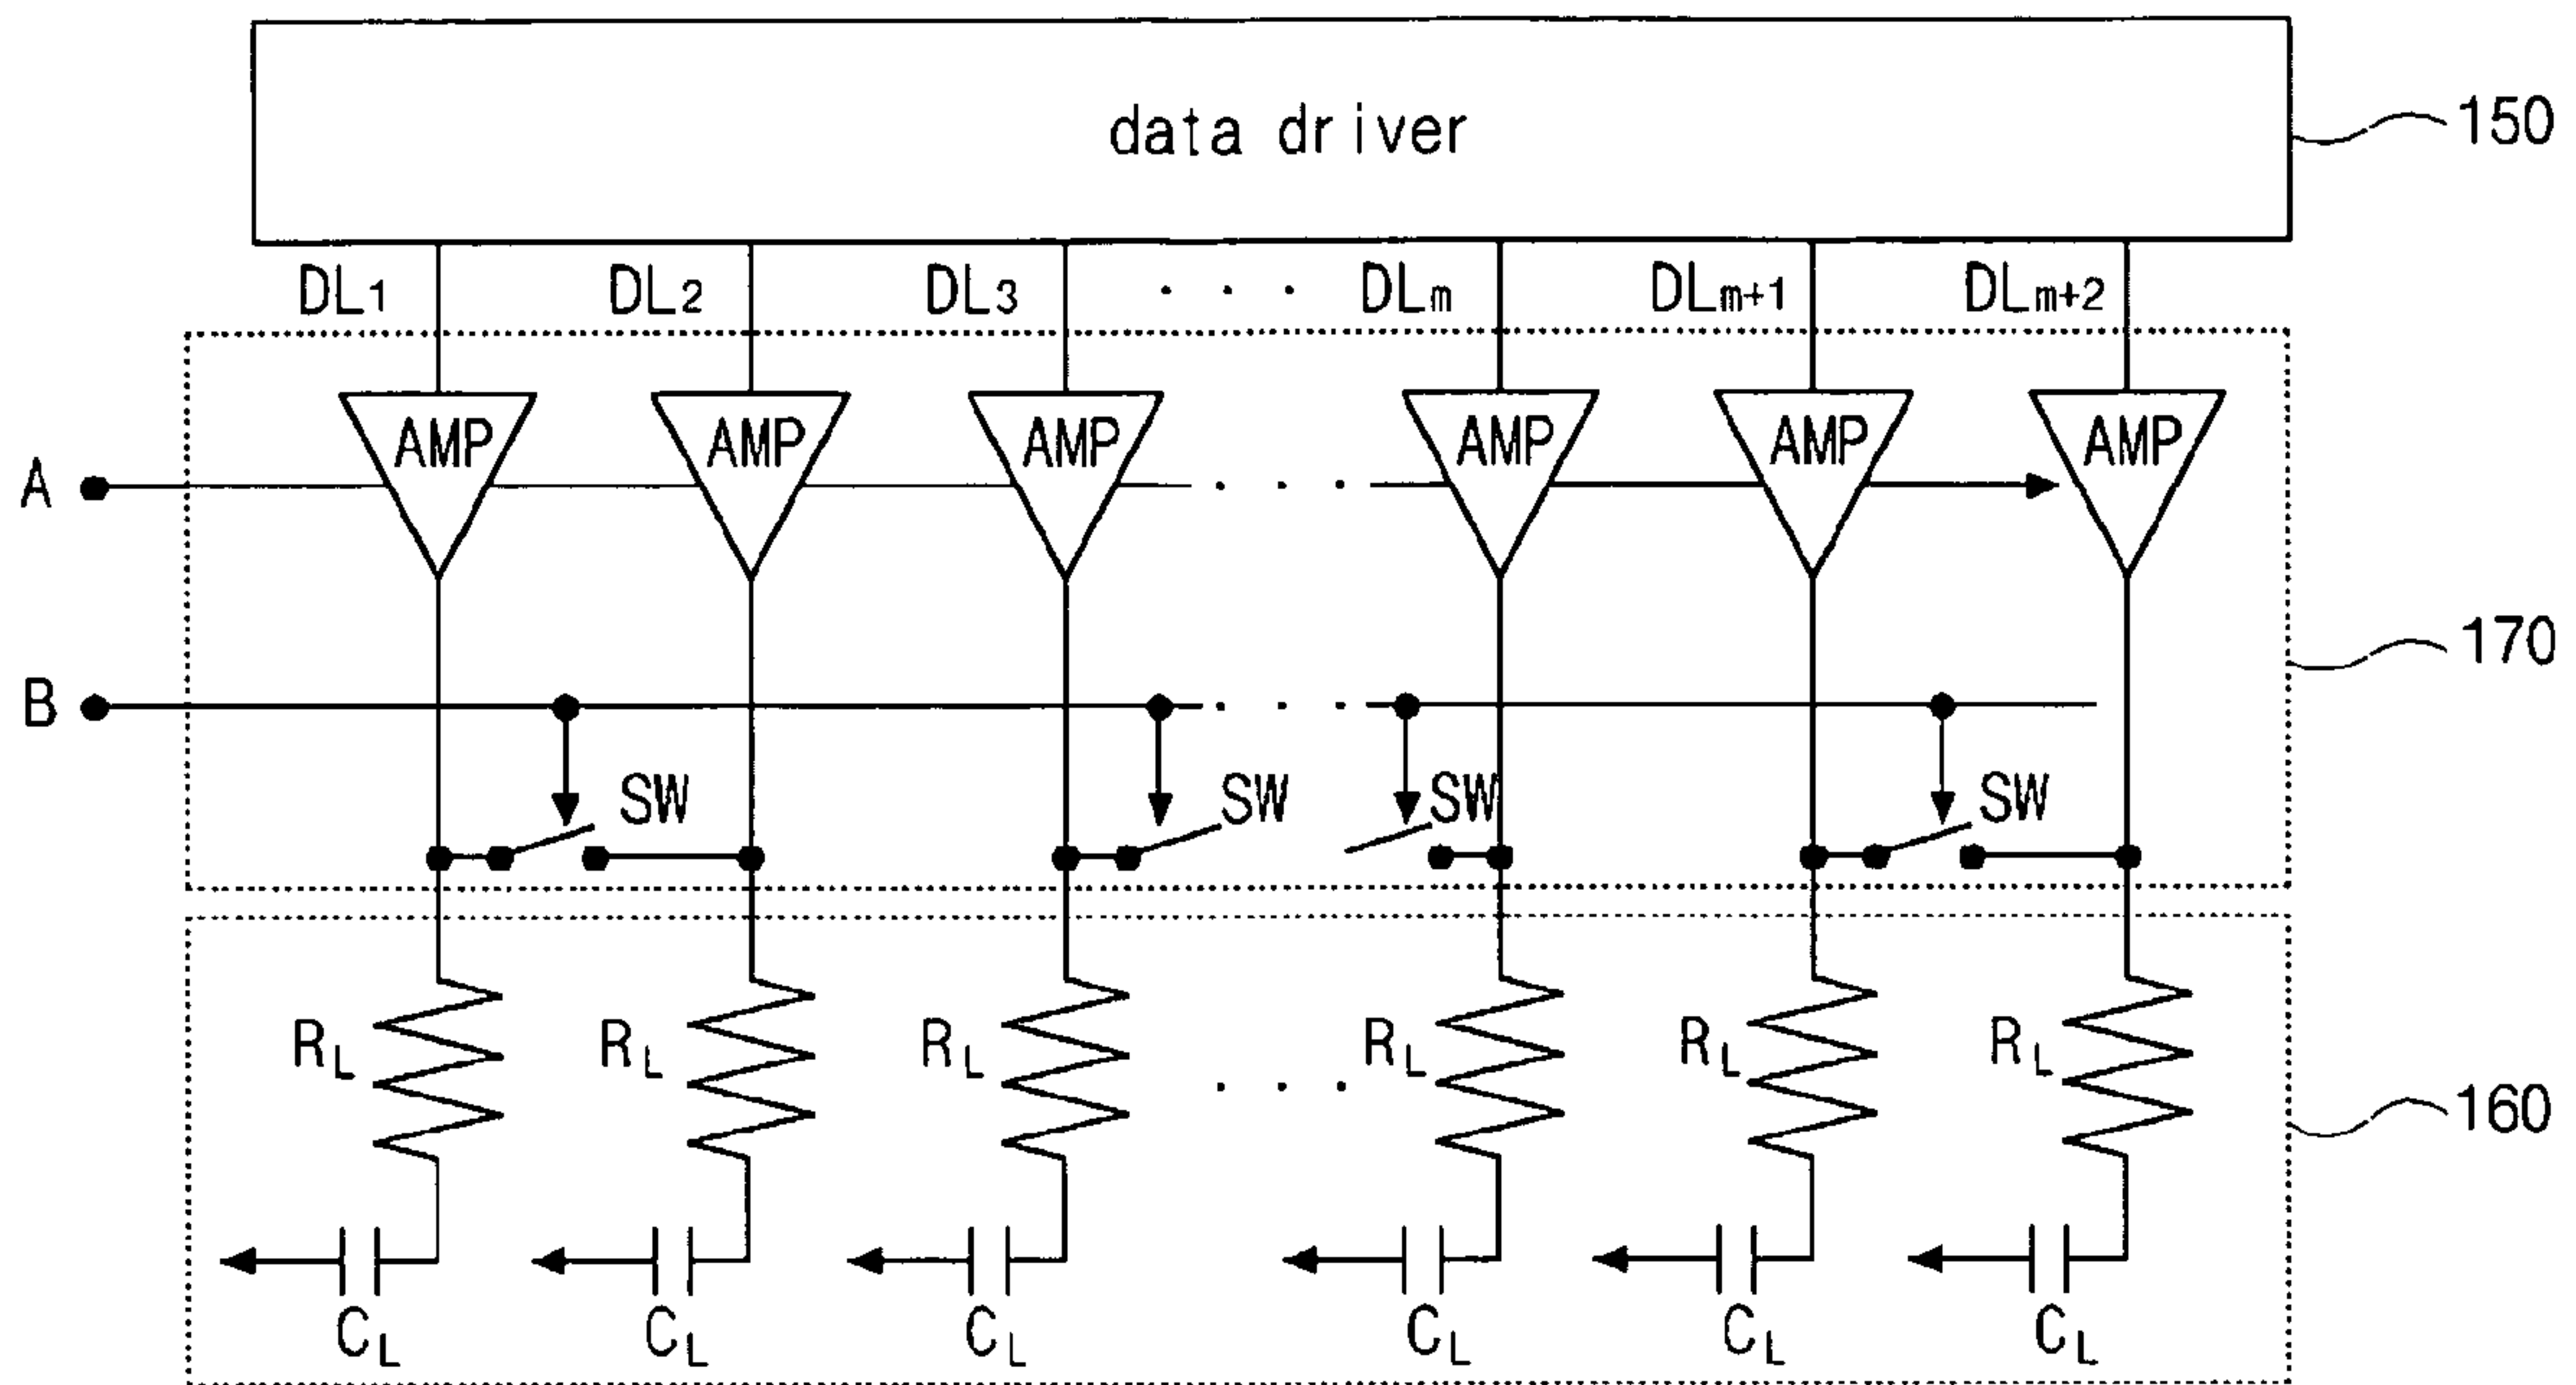 data driver
150
DL1 DL2 DL3 . . . DLm DLm+1 DLm+2
AMP AMP AMP AMP AMP AMP
A . . .
170
B . . .
SW SW SW SW
RL RL RL . . . RL RL RL
160
CL CL CL CL CL CL